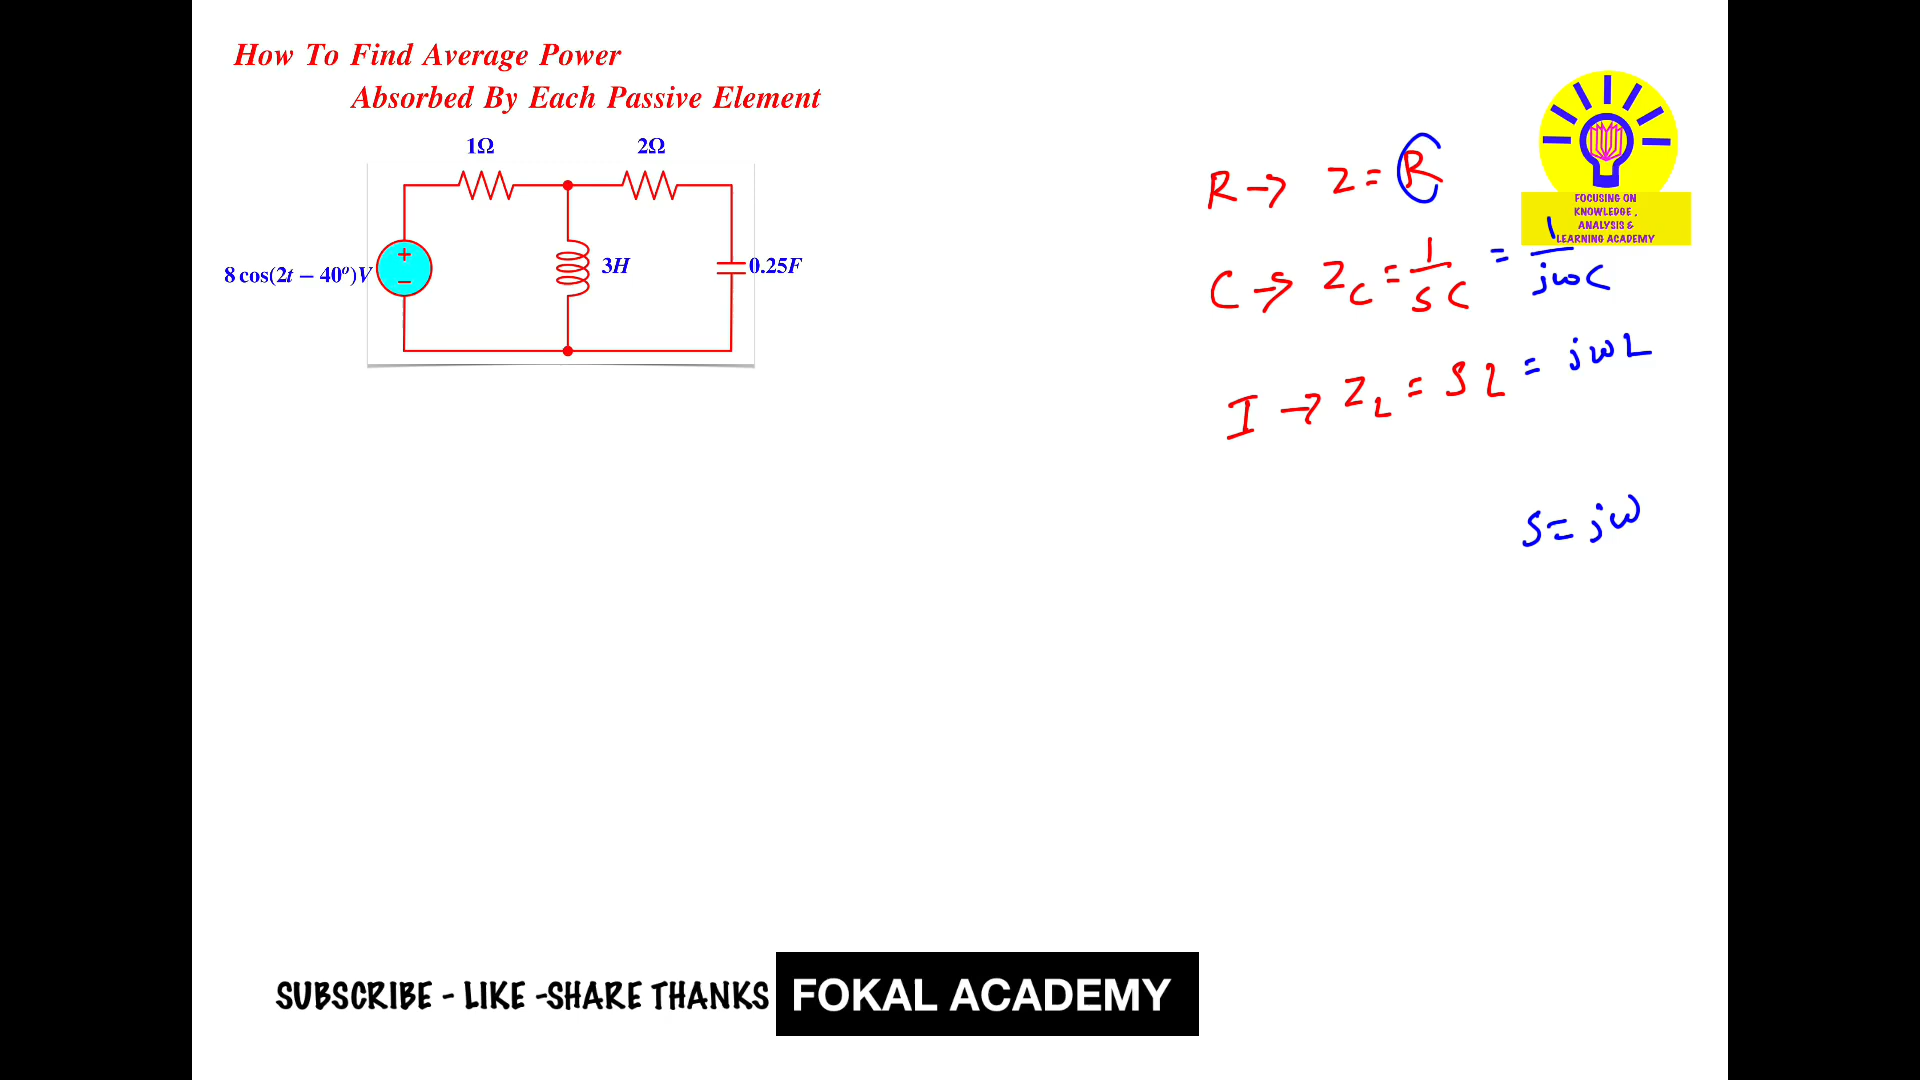 How To Find Average Power
Absorbed By Each Passive Element
1Ω
2Ω
8 cos(2t − 40°)V
+
−
3H
0.25F
R → Z = R
C → Z_C = 1/SC = 1/jωC
I → Z_L = SL = jωL
S = jω
FOCUSING ON
KNOWLEDGE ,
ANALYSIS &
LEARNING ACADEMY
SUBSCRIBE - LIKE -SHARE THANKS
FOKAL ACADEMY